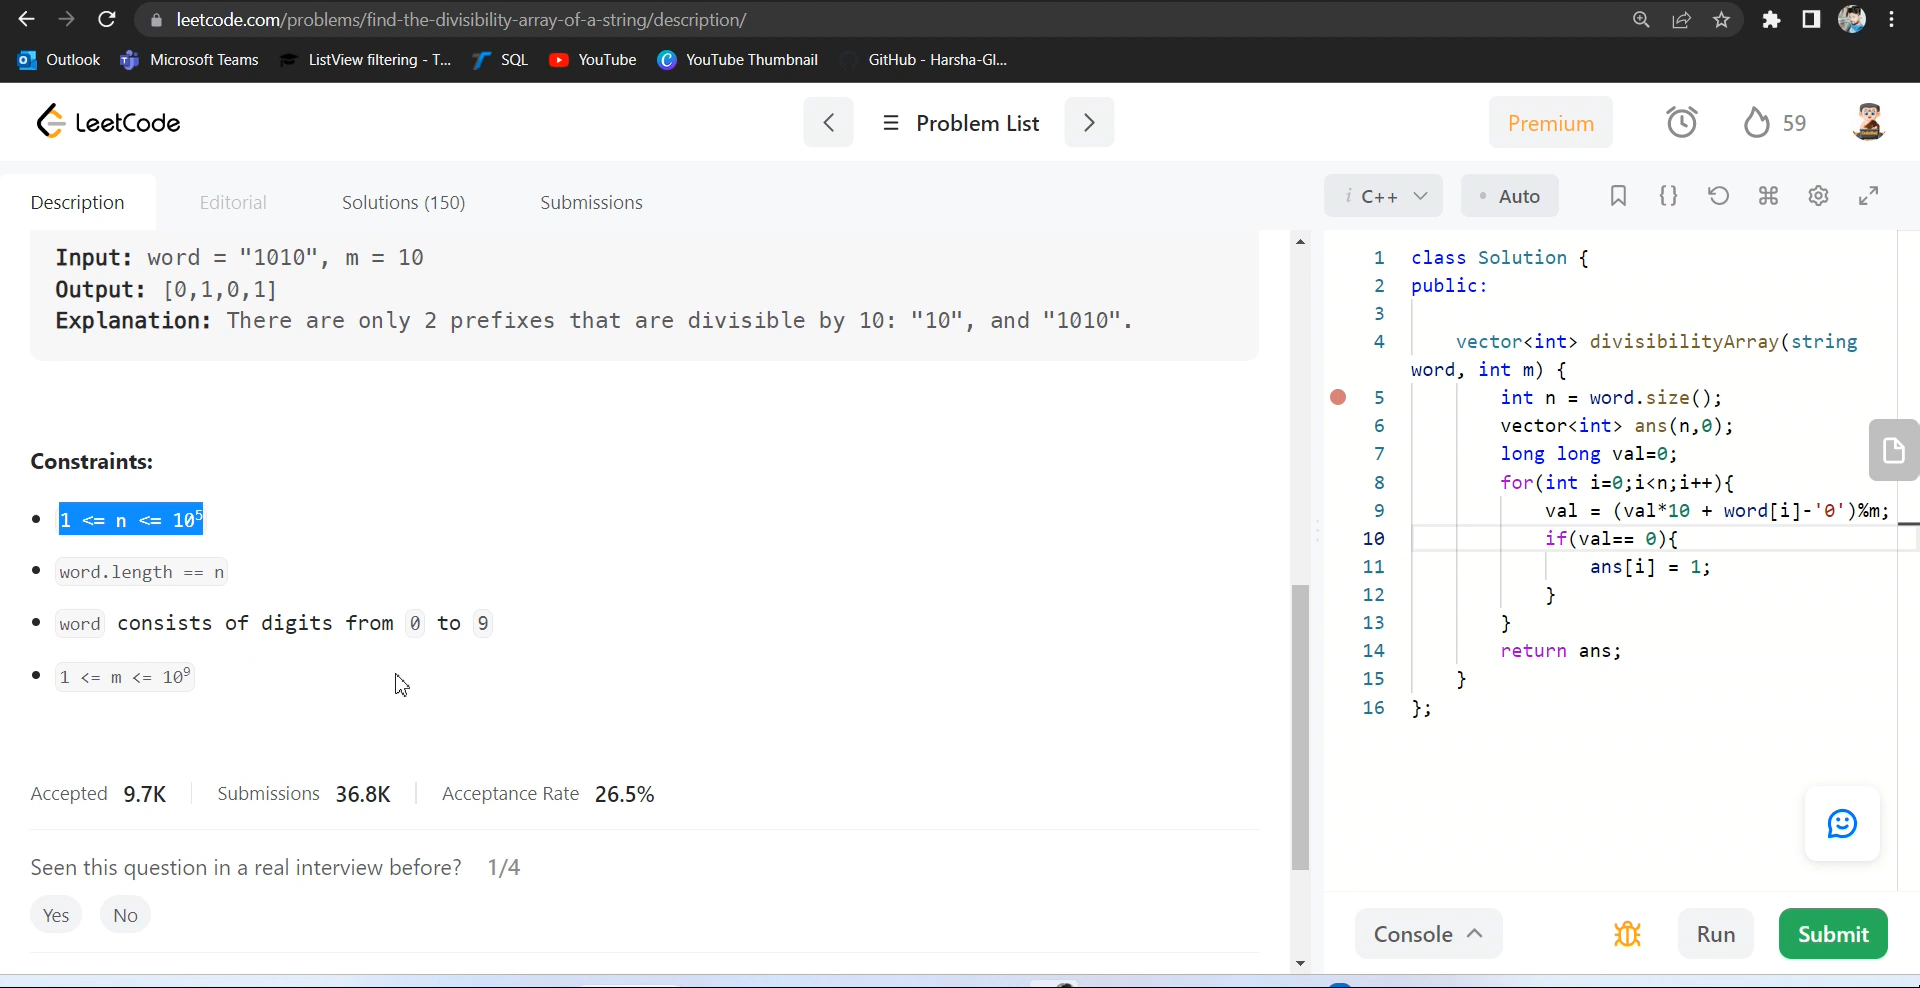 leetcode.com/problems/find-the-divisibility-array-of-a-string/description/
Outlook
Microsoft Teams
ListView filtering - T...
SQL
YouTube
YouTube Thumbnail
GitHub - Harsha-Gl...
LeetCode
Problem List
Premium
59
Description
Editorial
Solutions (150)
Submissions
Input: word = "1010", m = 10
Output: [0,1,0,1]
Explanation: There are only 2 prefixes that are divisible by 10: "10", and "1010".
Constraints:
• 1 <= n <= 10⁵
• word.length == n
• word consists of digits from 0 to 9
• 1 <= m <= 10⁹
Accepted 9.7K
Submissions 36.8K
Acceptance Rate 26.5%
Seen this question in a real interview before? 1/4
Yes
No
i C++
• Auto
1 class Solution {
2 public:
3
4 vector<int> divisibilityArray(string
word, int m) {
5 int n = word.size();
6 vector<int> ans(n,0);
7 long long val=0;
8 for(int i=0;i<n;i++){
9 val = (val*10 + word[i]-'0')%m;
10 if(val== 0){
11 ans[i] = 1;
12 }
13 }
14 return ans;
15 }
16 };
Console
Run
Submit